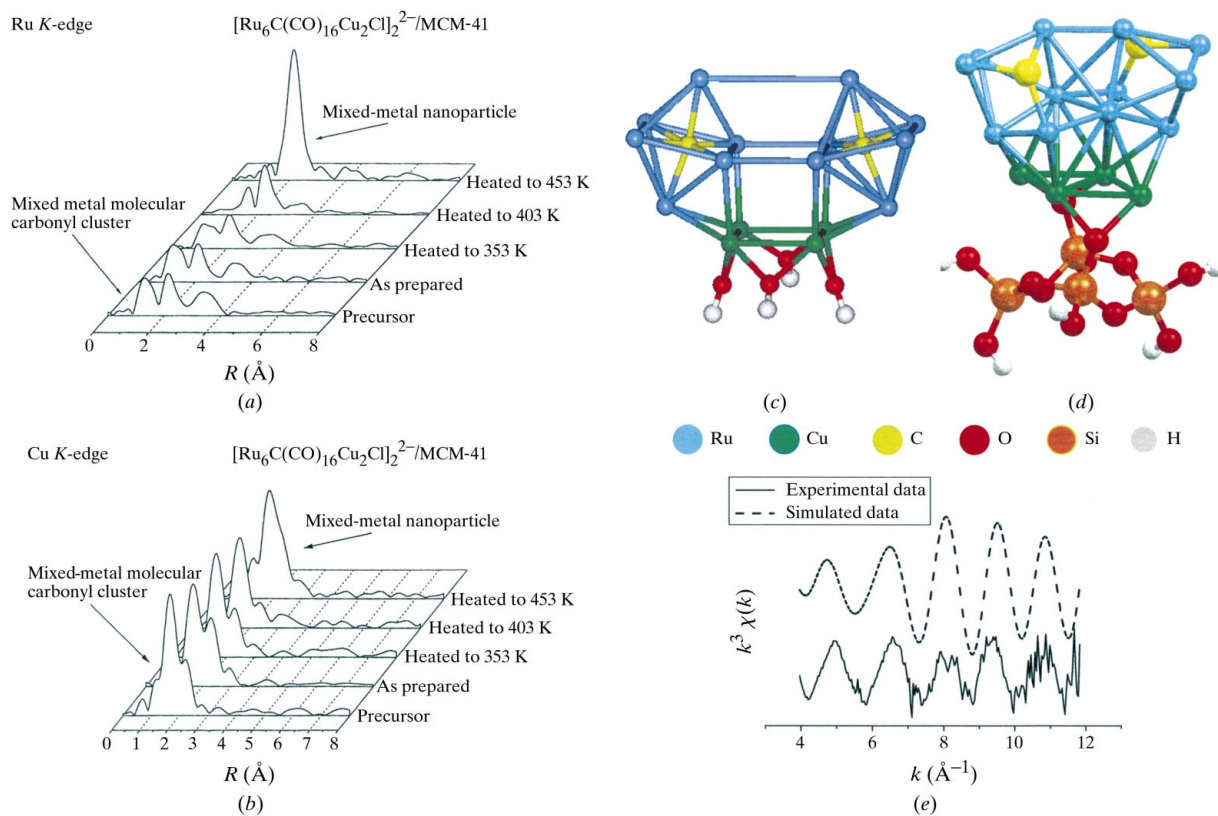 Ru K-edge
[Ru₆C(CO)₁₆Cu₂Cl]₂²⁻/MCM-41
Mixed-metal nanoparticle
Mixed metal molecular
carbonyl cluster
Heated to 453 K
Heated to 403 K
Heated to 353 K
As prepared
Precursor
0 2 4 6 8
R (Å)
(a)
Cu K-edge
[Ru₆C(CO)₁₆Cu₂Cl]₂²⁻/MCM-41
Mixed-metal nanoparticle
Mixed-metal molecular
carbonyl cluster
Heated to 453 K
Heated to 403 K
Heated to 353 K
As prepared
Precursor
0 1 2 3 4 5 6 7 8
R (Å)
(b)
(c)
(d)
Ru Cu C O Si H
Experimental data
Simulated data
k³ χ(k)
4 6 8 10 12
k (Å⁻¹)
(e)